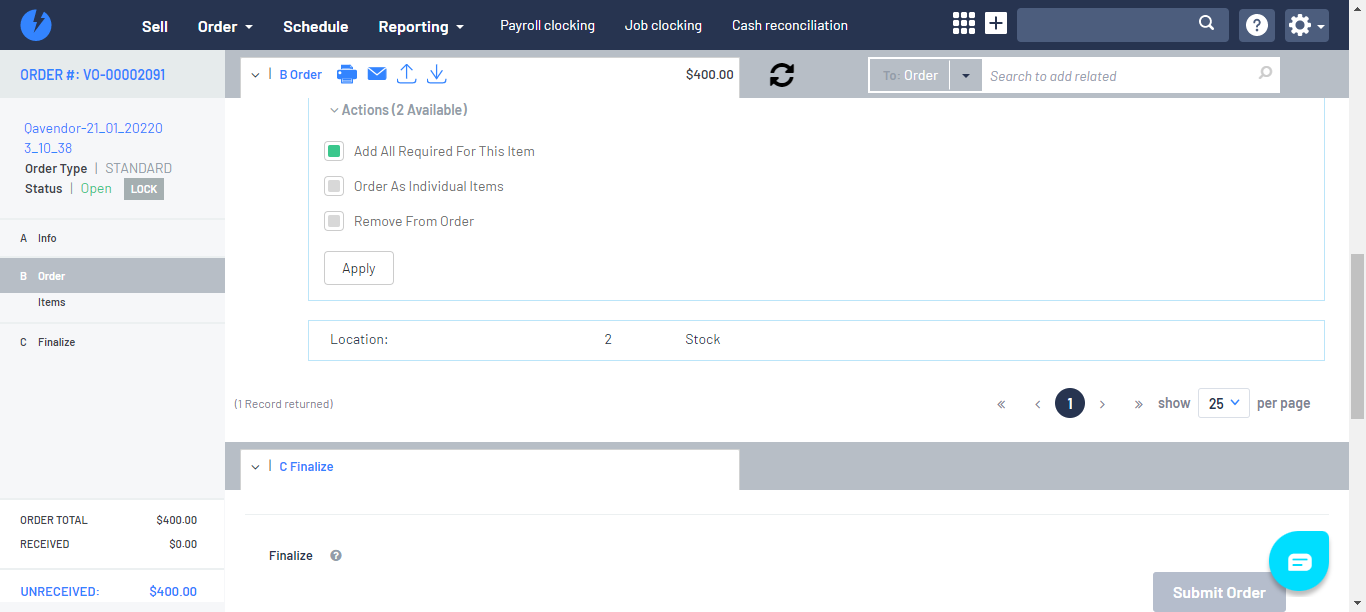 Sell Order Schedule Reporting Payroll clocking Job clocking Cash reconciliation
ORDER #: VO-00002091
B Order $400.00 To: Order Search to add related
Qavendor-21_01_20220
3_10_38
Order Type | STANDARD
Status | Open LOCK
A Info
B Order
Items
C Finalize
Actions (2 Available)
Add All Required For This Item
Order As Individual Items
Remove From Order
Apply
Location: 2 Stock
(1 Record returned) « ‹ 1 › » show 25 per page
C Finalize
Finalize ?
Submit Order
ORDER TOTAL $400.00
RECEIVED $0.00
UNRECEIVED: $400.00